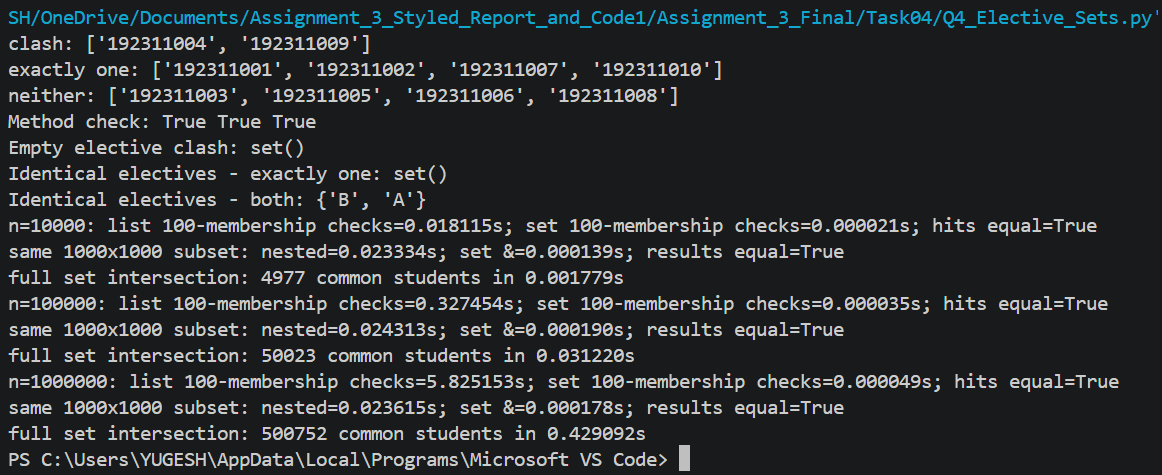 SH/OneDrive/Documents/Assignment_3_Styled_Report_and_Code1/Assignment_3_Final/Task04/Q4_Elective_Sets.py'
clash: ['192311004', '192311009']
exactly one: ['192311001', '192311002', '192311007', '192311010']
neither: ['192311003', '192311005', '192311006', '192311008']
Method check: True True True
Empty elective clash: set()
Identical electives - exactly one: set()
Identical electives - both: {'B', 'A'}
n=10000: list 100-membership checks=0.018115s; set 100-membership checks=0.000021s; hits equal=True
same 1000x1000 subset: nested=0.023334s; set &=0.000139s; results equal=True
full set intersection: 4977 common students in 0.001779s
n=100000: list 100-membership checks=0.327454s; set 100-membership checks=0.000035s; hits equal=True
same 1000x1000 subset: nested=0.024313s; set &=0.000190s; results equal=True
full set intersection: 50023 common students in 0.031220s
n=1000000: list 100-membership checks=5.825153s; set 100-membership checks=0.000049s; hits equal=True
same 1000x1000 subset: nested=0.023615s; set &=0.000178s; results equal=True
full set intersection: 500752 common students in 0.429092s
PS C:\Users\YUGESH\AppData\Local\Programs\Microsoft VS Code>